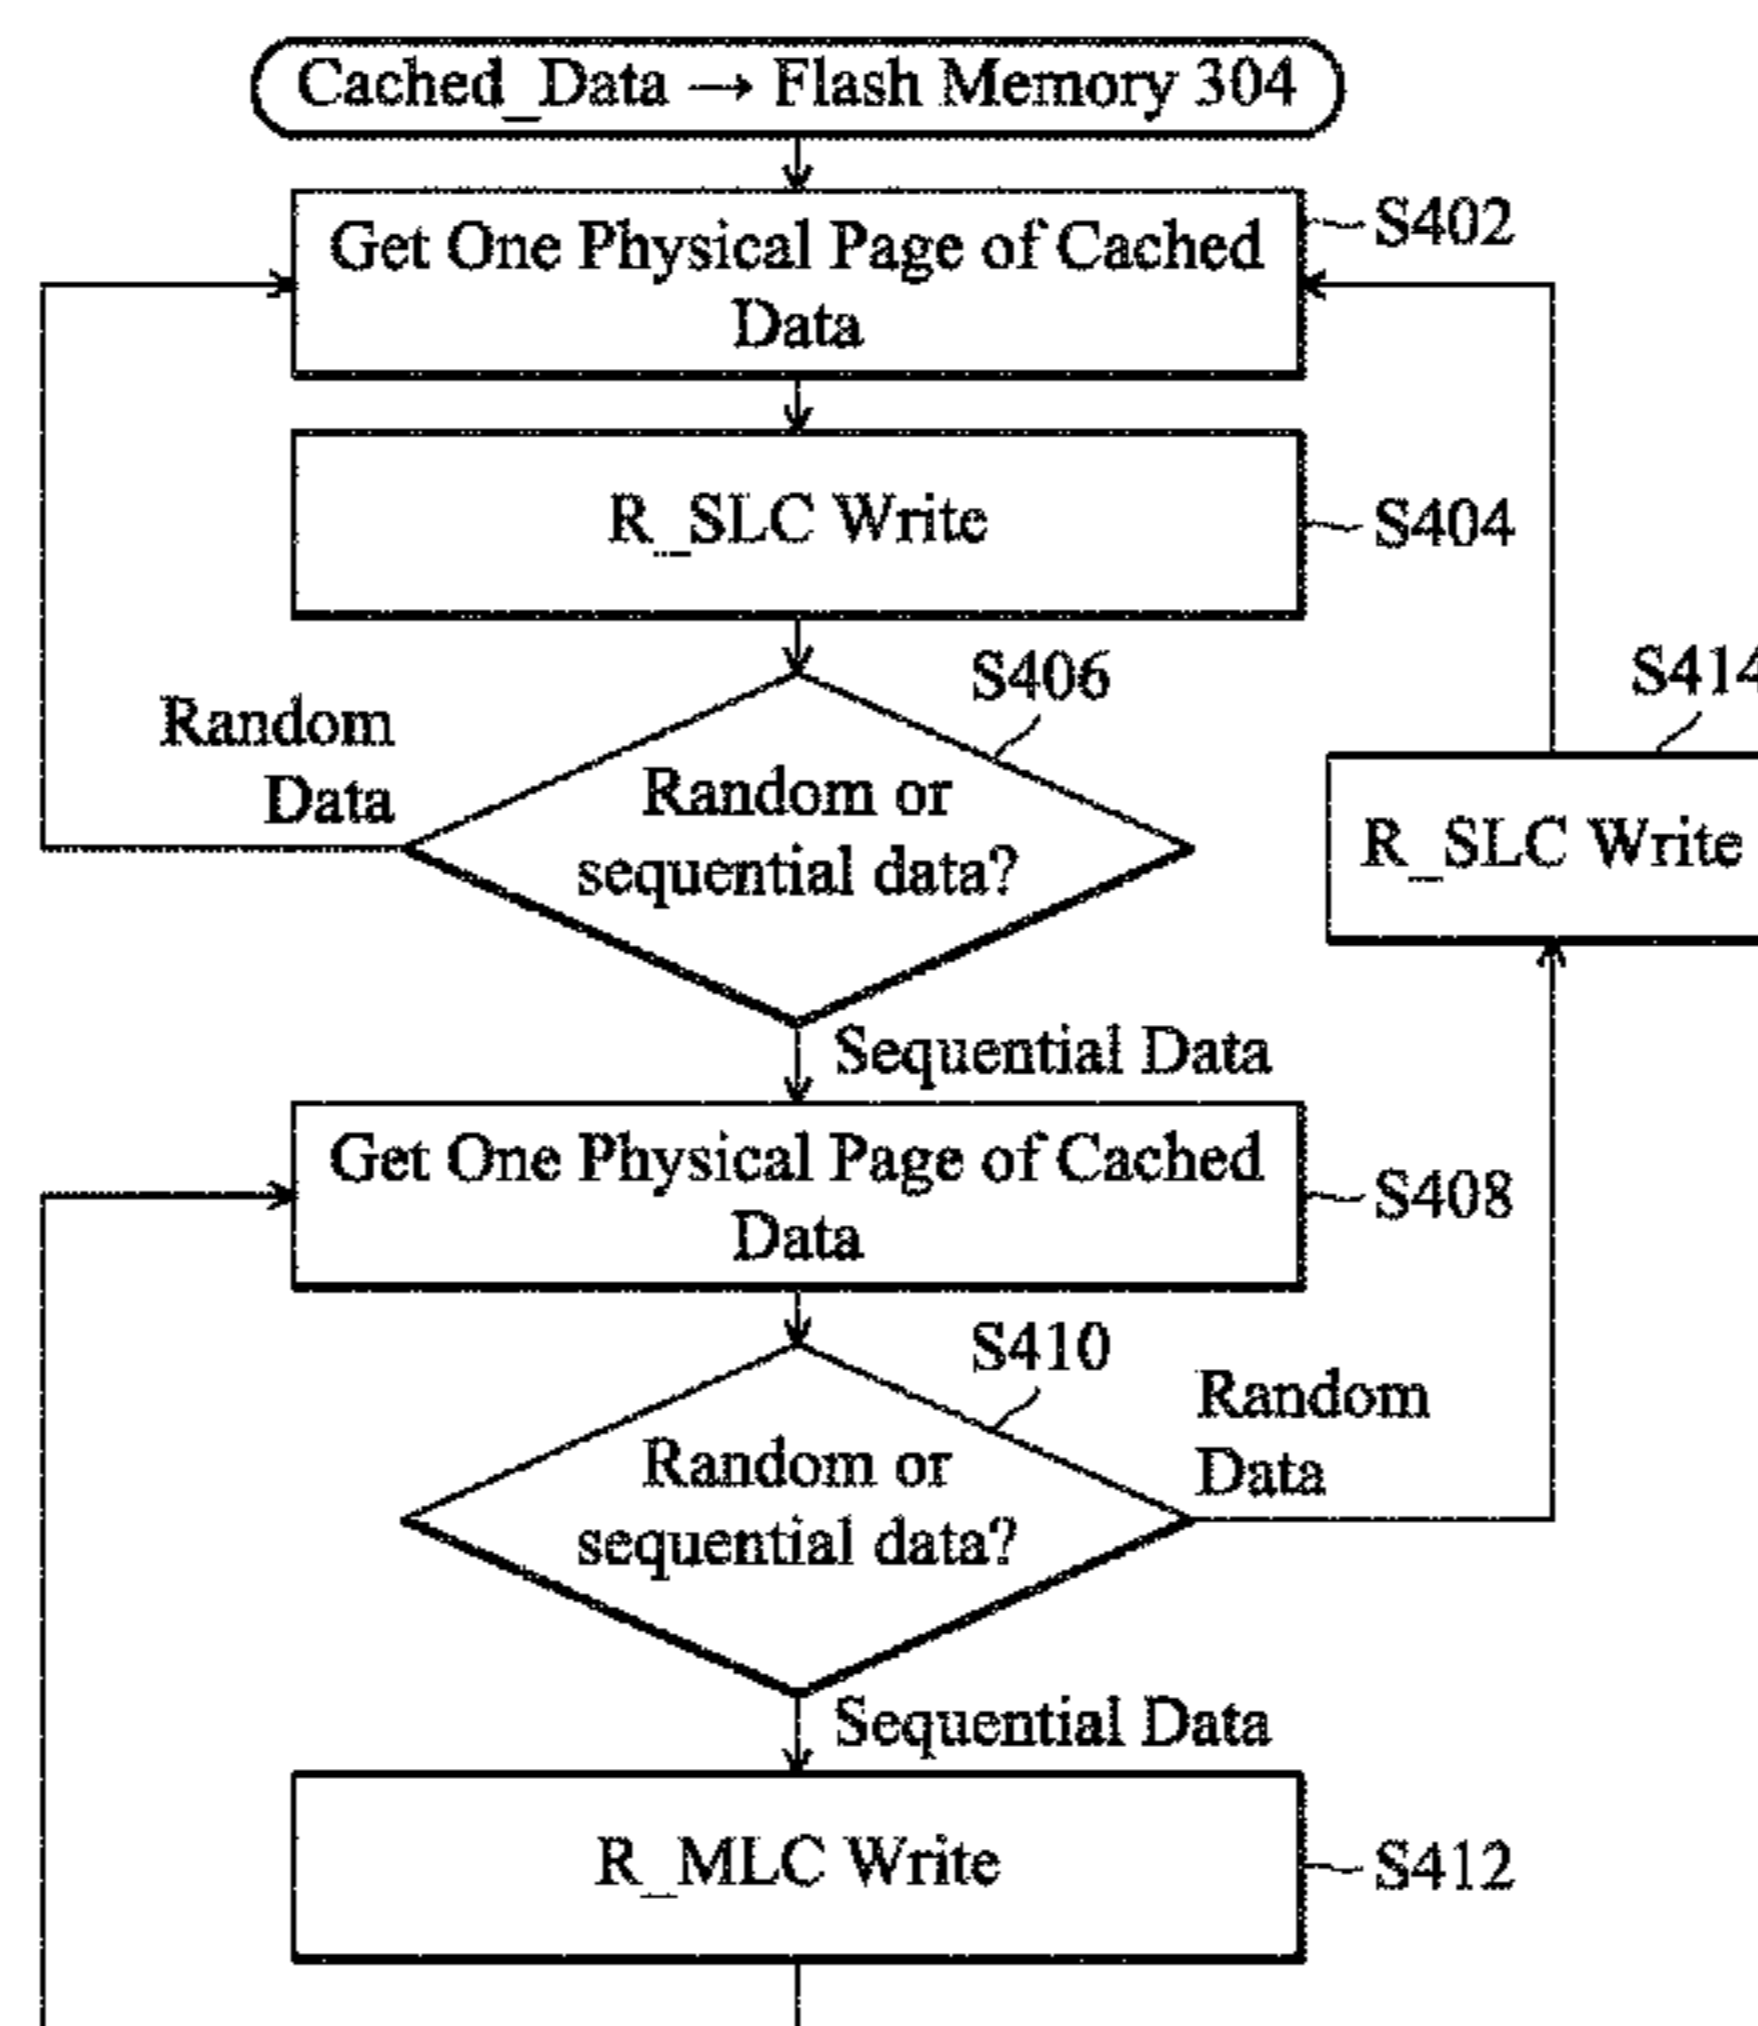 Cached_Data → Flash Memory 304
Get One Physical Page of Cached
Data
S402
R_SLC Write
S404
S406
Random
Data
Random or
sequential data?
S414
R_SLC Write
Sequential Data
Get One Physical Page of Cached
Data
S408
S410
Random
Data
Random or
sequential data?
Sequential Data
R_MLC Write
S412